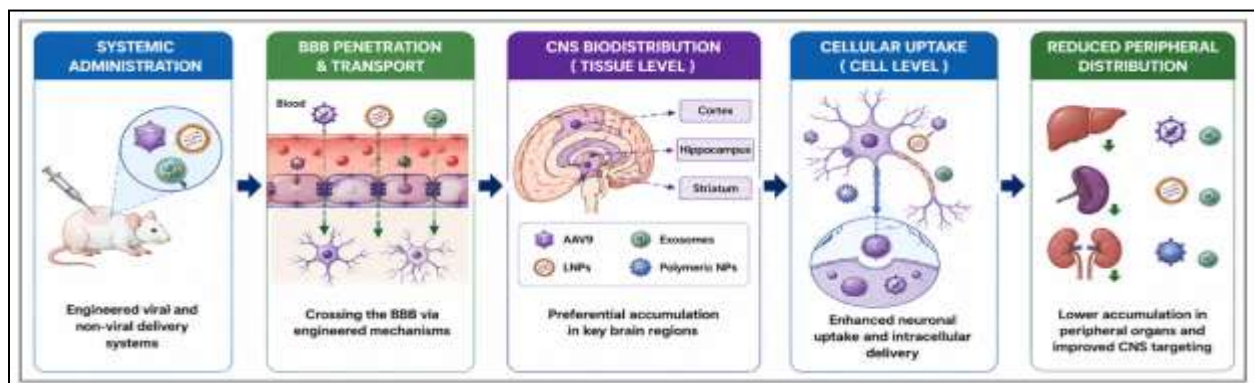 SYSTEMIC
ADMINISTRATION
Engineered viral and
non-viral delivery
systems
BBB PENETRATION
& TRANSPORT
Blood
Crossing the BBB via
engineered mechanisms
CNS BIODISTRIBUTION
( TISSUE LEVEL )
Cortex
Hippocampus
Striatum
AAV9
Exosomes
LNPs
Polymeric NPs
Preferential accumulation
in key brain regions
CELLULAR UPTAKE
( CELL LEVEL )
Enhanced neuronal
uptake and intracellular
delivery
REDUCED PERIPHERAL
DISTRIBUTION
Lower accumulation in
peripheral organs and
improved CNS targeting